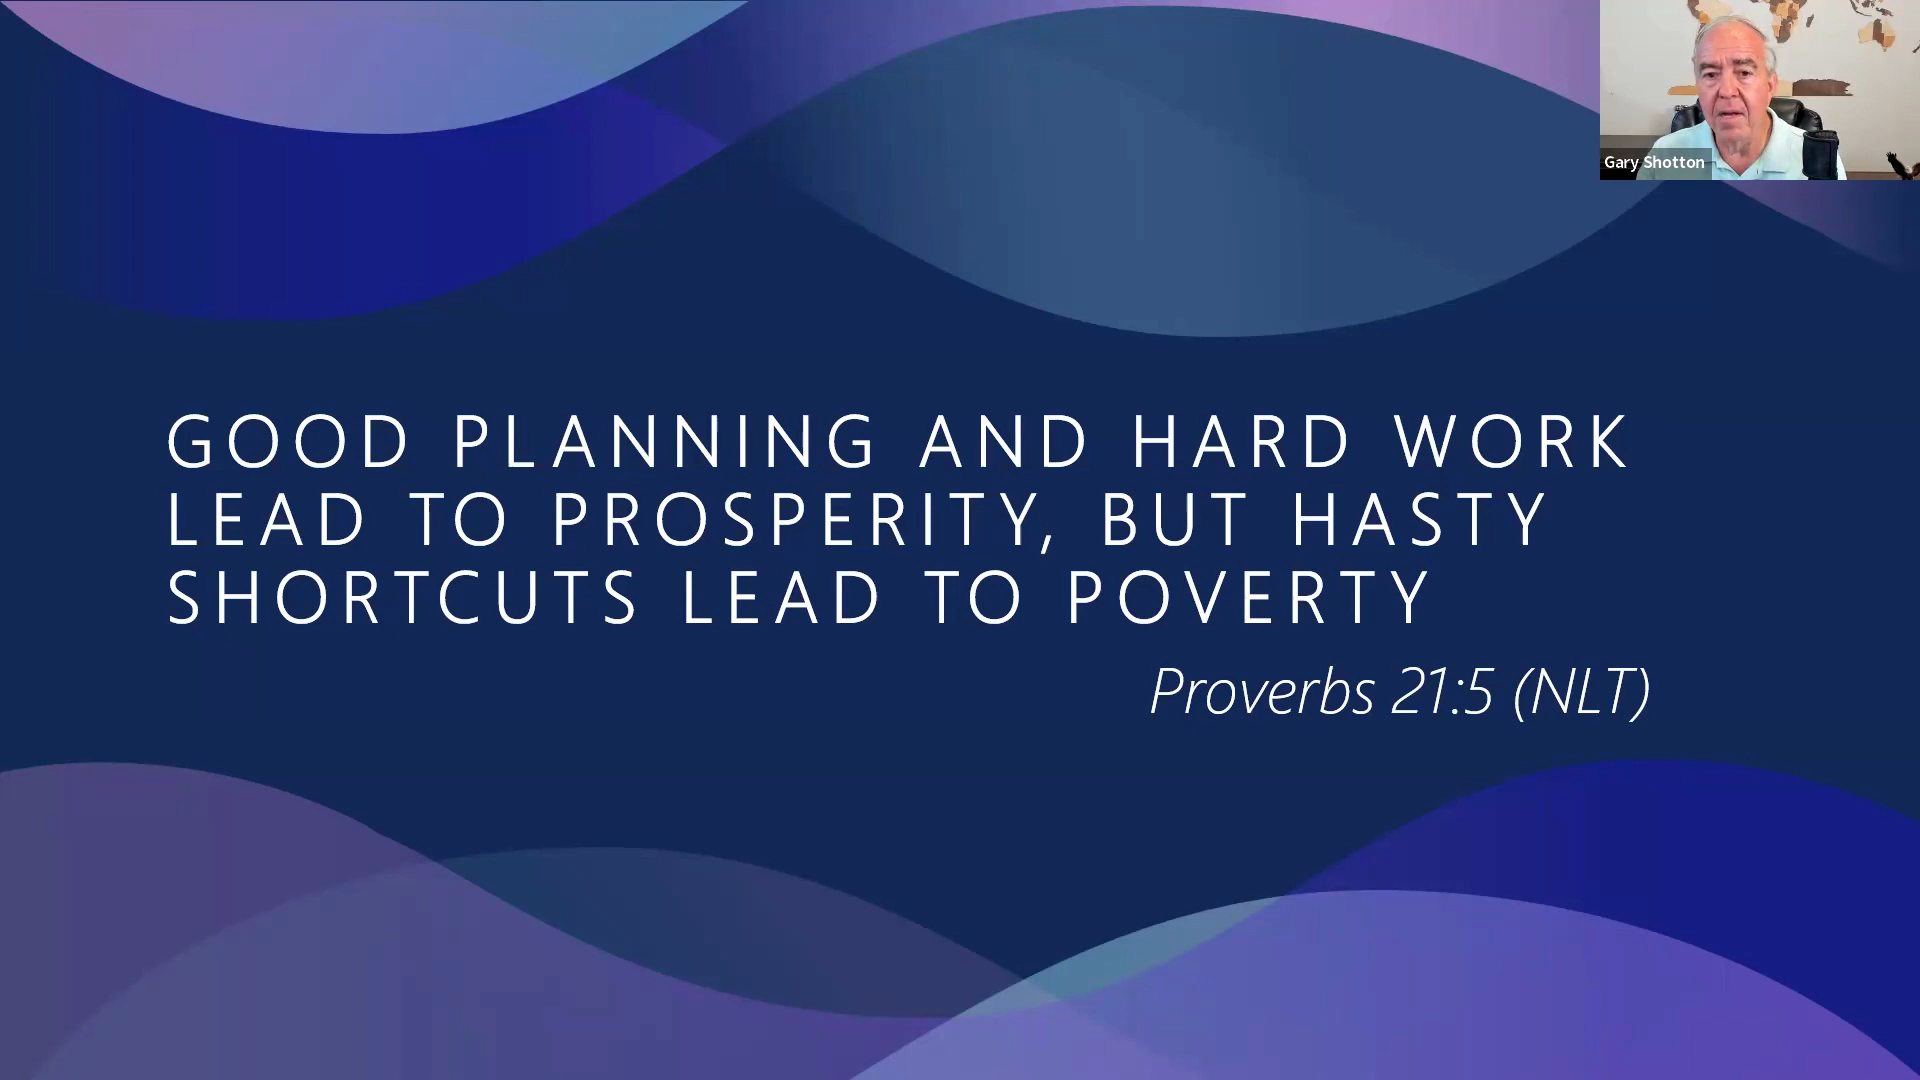 Gary Shotton
GOOD PLANNING AND HARD WORK
LEAD TO PROSPERITY, BUT HASTY
SHORTCUTS LEAD TO POVERTY
Proverbs 21:5 (NLT)